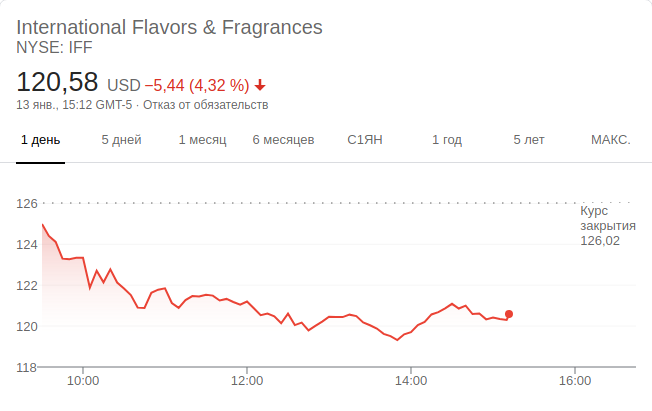 International Flavors & Fragrances
NYSE: IFF
120,58 USD −5,44 (4,32 %)
13 янв., 15:12 GMT-5 · Отказ от обязательств
1 день 5 дней 1 месяц 6 месяцев С1ЯН 1 год 5 лет МАКС.
126
Курс
закрытия
126,02
124
122
120
118
10:00 12:00 14:00 16:00